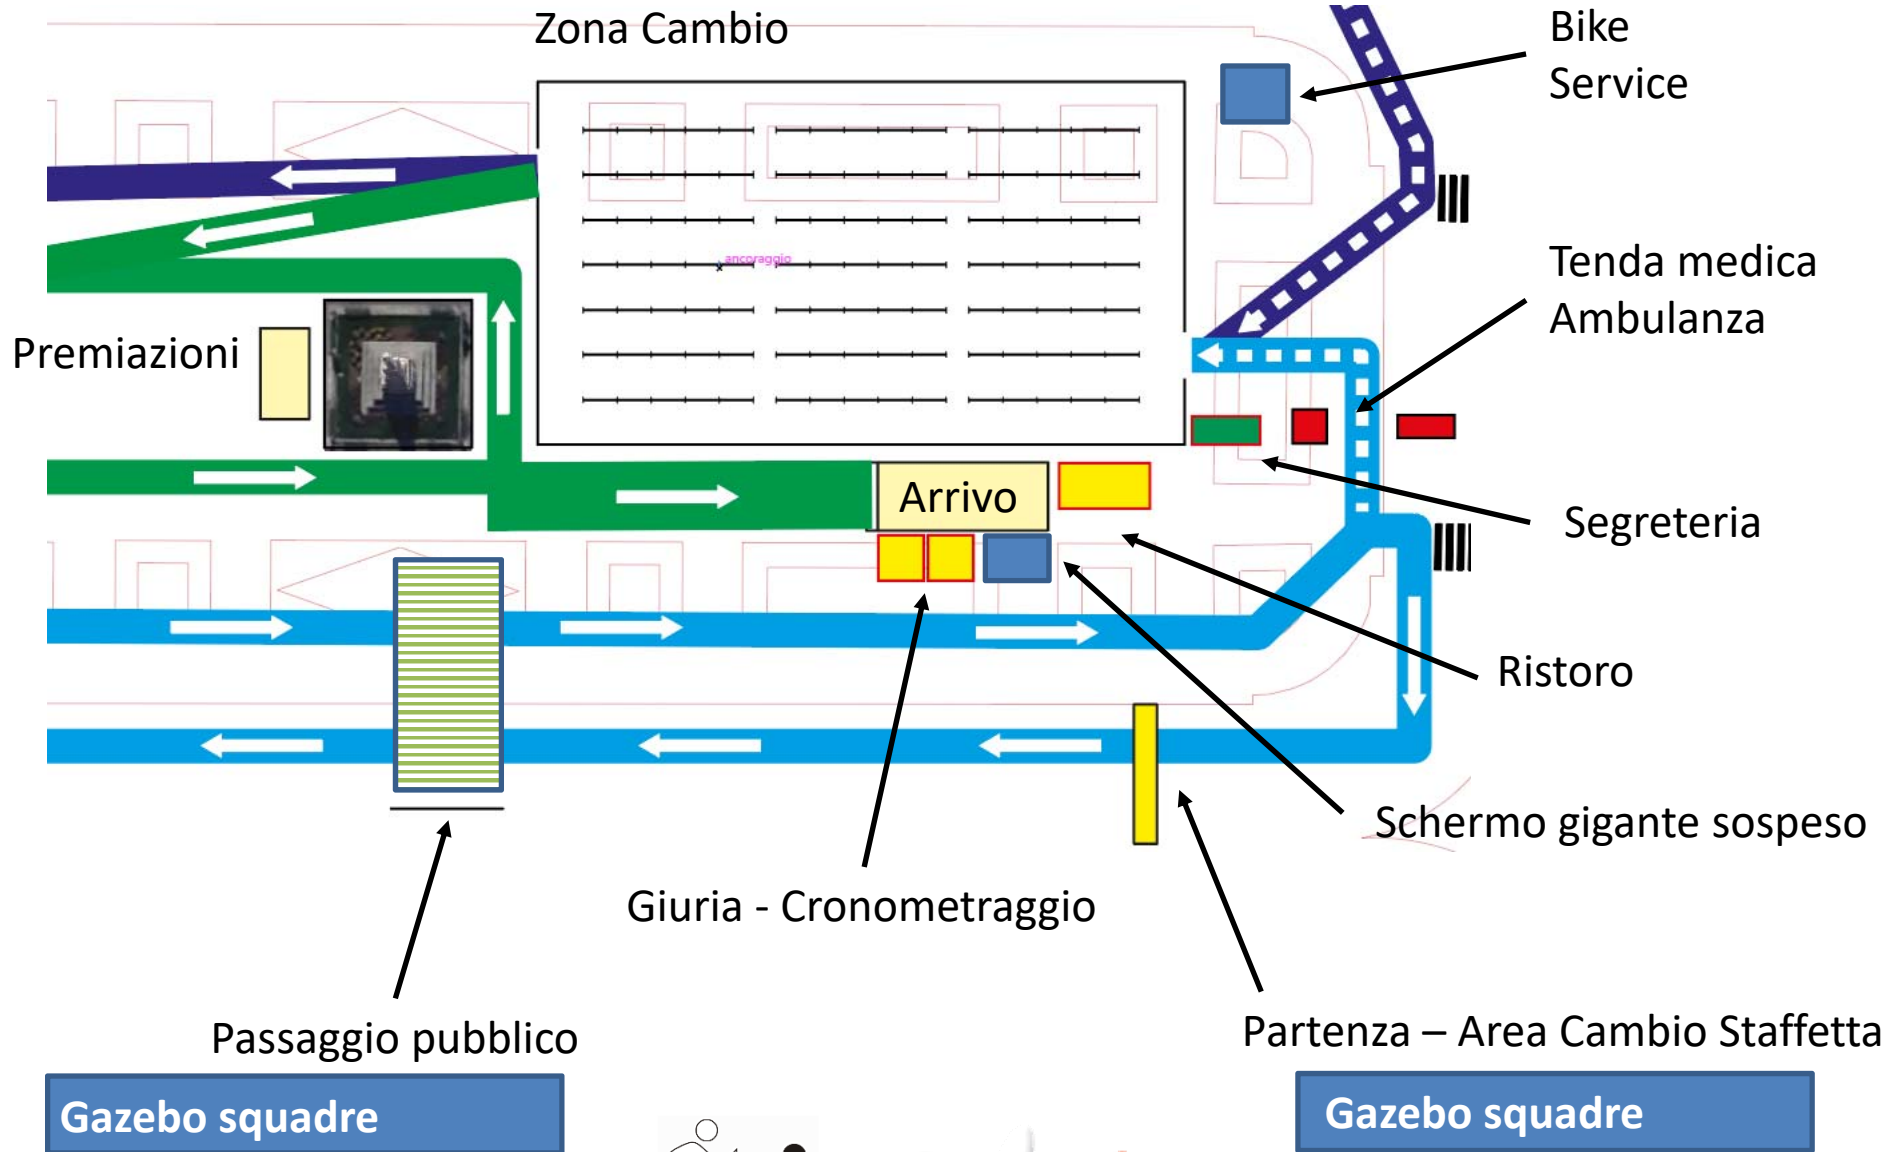 Zona Cambio
Bike
Service
ancoraggio
Tenda medica
Ambulanza
Premiazioni
Arrivo
Segreteria
Ristoro
Schermo gigante sospeso
Giuria - Cronometraggio
Passaggio pubblico
Partenza – Area Cambio Staffetta
Gazebo squadre
Gazebo squadre